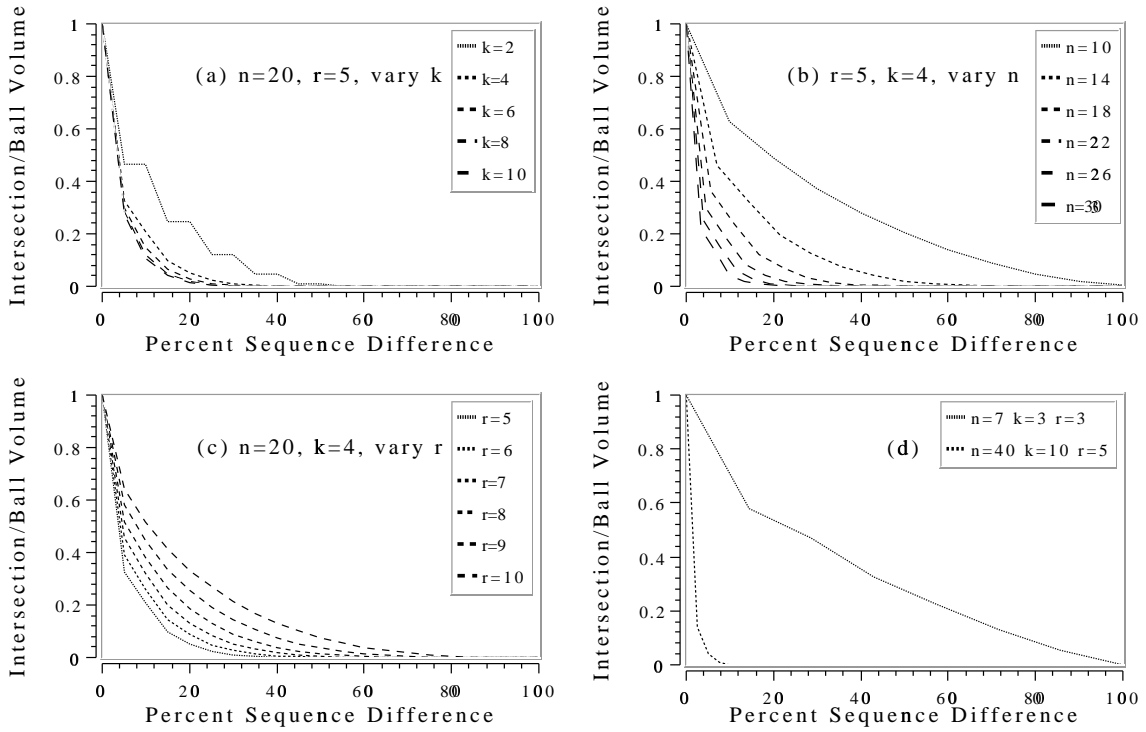 Intersection/Ball Volume
1
0.8
0.6
0.4
0.2
0
(a) n=20, r=5, vary k
k=2
k=4
k=6
k=8
k=10
0 20 40 60 80 100
Percent Sequence Difference
Intersection/Ball Volume
1
0.8
0.6
0.4
0.2
0
(b) r=5, k=4, vary n
n=10
n=14
n=18
n=22
n=26
n=30
0 20 40 60 80 100
Percent Sequence Difference
Intersection/Ball Volume
1
0.8
0.6
0.4
0.2
0
(c) n=20, k=4, vary r
r=5
r=6
r=7
r=8
r=9
r=10
0 20 40 60 80 100
Percent Sequence Difference
Intersection/Ball Volume
1
0.8
0.6
0.4
0.2
0
(d)
n=7 k=3 r=3
n=40 k=10 r=5
0 20 40 60 80 100
Percent Sequence Difference